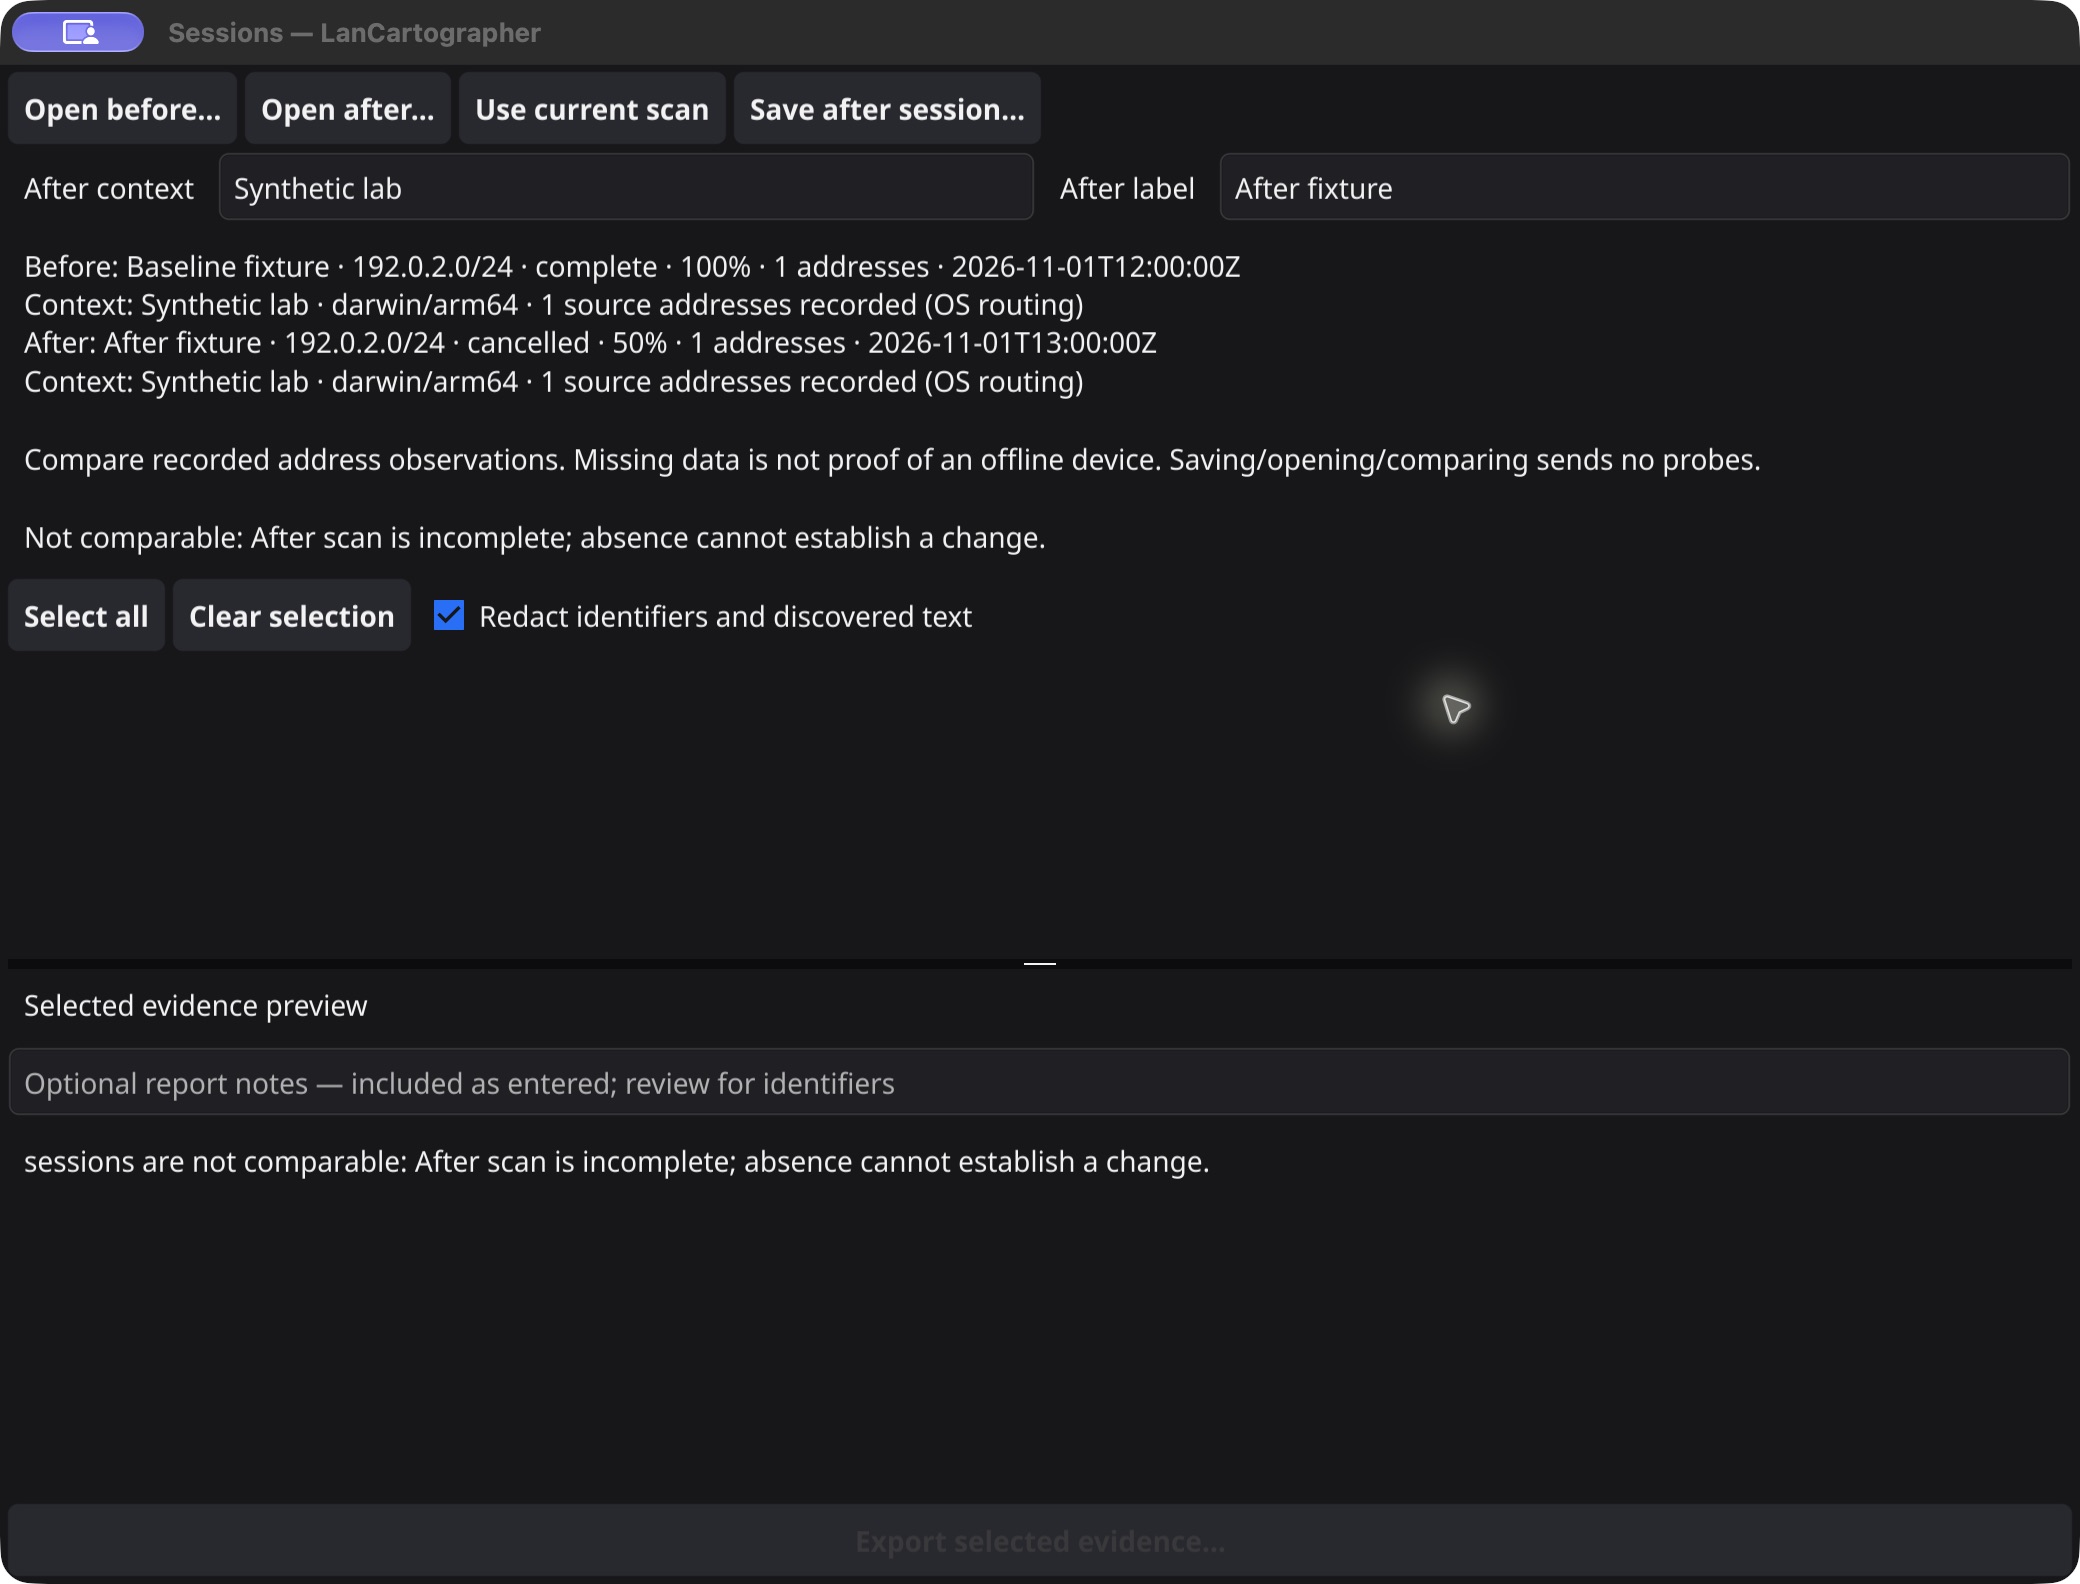 Sessions — LanCartographer
Open before... Open after... Use current scan Save after session...
After context Synthetic lab After label After fixture
Before: Baseline fixture · 192.0.2.0/24 · complete · 100% · 1 addresses · 2026-11-01T12:00:00Z
Context: Synthetic lab · darwin/arm64 · 1 source addresses recorded (OS routing)
After: After fixture · 192.0.2.0/24 · cancelled · 50% · 1 addresses · 2026-11-01T13:00:00Z
Context: Synthetic lab · darwin/arm64 · 1 source addresses recorded (OS routing)
Compare recorded address observations. Missing data is not proof of an offline device. Saving/opening/comparing sends no probes.
Not comparable: After scan is incomplete; absence cannot establish a change.
Select all Clear selection Redact identifiers and discovered text
Selected evidence preview
Optional report notes — included as entered; review for identifiers
sessions are not comparable: After scan is incomplete; absence cannot establish a change.
Export selected evidence...